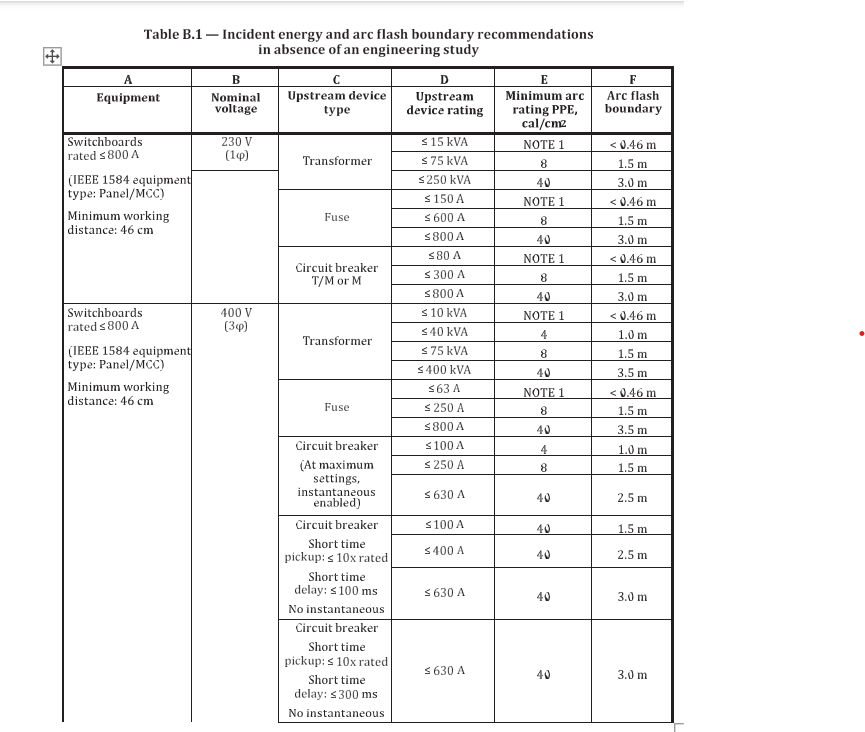 Table B.1 — Incident energy and arc flash boundary recommendations
in absence of an engineering study
A B C D E F
Equipment Nominal voltage Upstream device type Upstream device rating Minimum arc rating PPE, cal/cm2 Arc flash boundary
Switchboards
rated ≤800 A
(IEEE 1584 equipment
type: Panel/MCC)
Minimum working
distance: 46 cm
230 V
(1φ)
Transformer
≤ 15 kVA NOTE 1 < 0.46 m
≤ 75 kVA 8 1.5 m
≤ 250 kVA 40 3.0 m
Fuse
≤ 150 A NOTE 1 < 0.46 m
≤ 600 A 8 1.5 m
≤ 800 A 40 3.0 m
Circuit breaker
T/M or M
≤ 80 A NOTE 1 < 0.46 m
≤ 300 A 8 1.5 m
≤ 800 A 40 3.0 m
Switchboards
rated ≤800 A
(IEEE 1584 equipment
type: Panel/MCC)
Minimum working
distance: 46 cm
400 V
(3φ)
Transformer
≤ 10 kVA NOTE 1 < 0.46 m
≤ 40 kVA 4 1.0 m
≤ 75 kVA 8 1.5 m
≤ 400 kVA 40 3.5 m
Fuse
≤ 63 A NOTE 1 < 0.46 m
≤ 250 A 8 1.5 m
≤ 800 A 40 3.5 m
Circuit breaker
(At maximum
settings,
instantaneous
enabled)
≤ 100 A 4 1.0 m
≤ 250 A 8 1.5 m
≤ 630 A 40 2.5 m
Circuit breaker
Short time
pickup: ≤ 10x rated
Short time
delay: ≤100 ms
No instantaneous
≤ 100 A 40 1.5 m
≤ 400 A 40 2.5 m
≤ 630 A 40 3.0 m
Circuit breaker
Short time
pickup: ≤ 10x rated
Short time
delay: ≤300 ms
No instantaneous
≤ 630 A 40 3.0 m